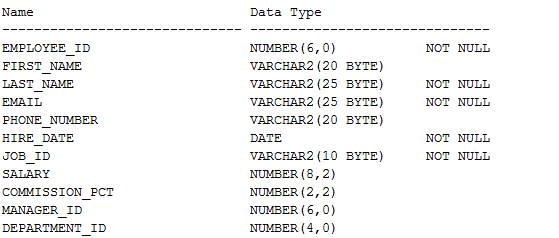 Name Data Type
------------------------------ ------------------------------
EMPLOYEE_ID NUMBER(6,0) NOT NULL
FIRST_NAME VARCHAR2(20 BYTE)
LAST_NAME VARCHAR2(25 BYTE) NOT NULL
EMAIL VARCHAR2(25 BYTE) NOT NULL
PHONE_NUMBER VARCHAR2(20 BYTE)
HIRE_DATE DATE NOT NULL
JOB_ID VARCHAR2(10 BYTE) NOT NULL
SALARY NUMBER(8,2)
COMMISSION_PCT NUMBER(2,2)
MANAGER_ID NUMBER(6,0)
DEPARTMENT_ID NUMBER(4,0)